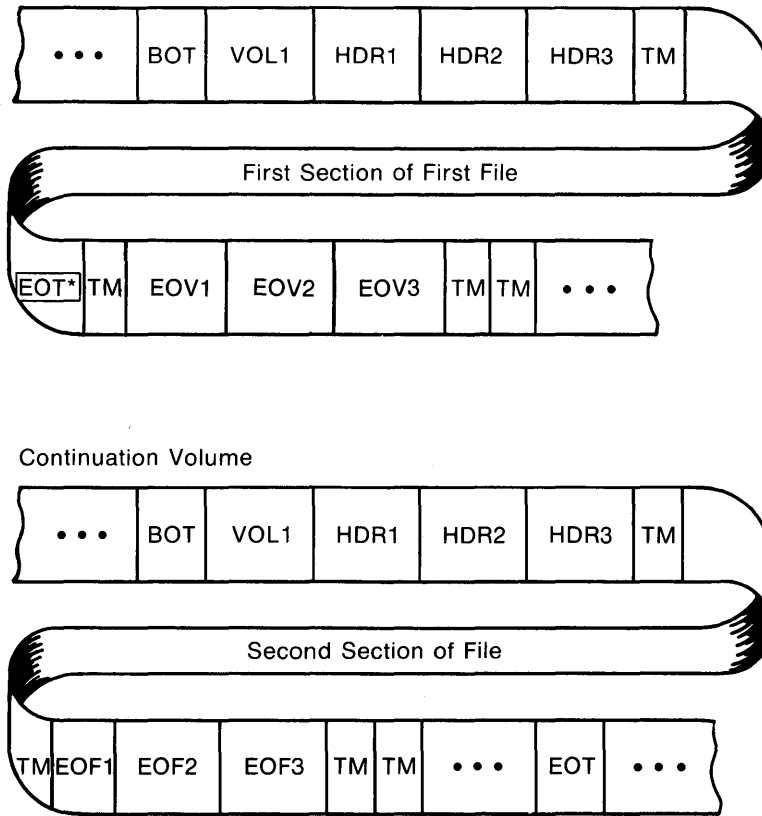 ••• BOT VOL1 HDR1 HDR2 HDR3 TM
First Section of First File
EOT* TM EOV1 EOV2 EOV3 TM TM •••
Continuation Volume
••• BOT VOL1 HDR1 HDR2 HDR3 TM
Second Section of File
TM EOF1 EOF2 EOF3 TM TM ••• EOT •••